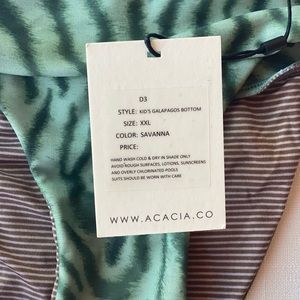 D3
STYLE: KID'S GALAPAGOS BOTTOM
SIZE: XXL
COLOR: SAVANNA
PRICE:
HAND WASH COLD & DRY IN SHADE ONLY
AVOID ROUGH SURFACES, LOTIONS, SUNSCREENS
AND OVERLY CHLORINATED POOLS
SUITS SHOULD BE WORN WITH CARE
WWW.ACACIA.CO